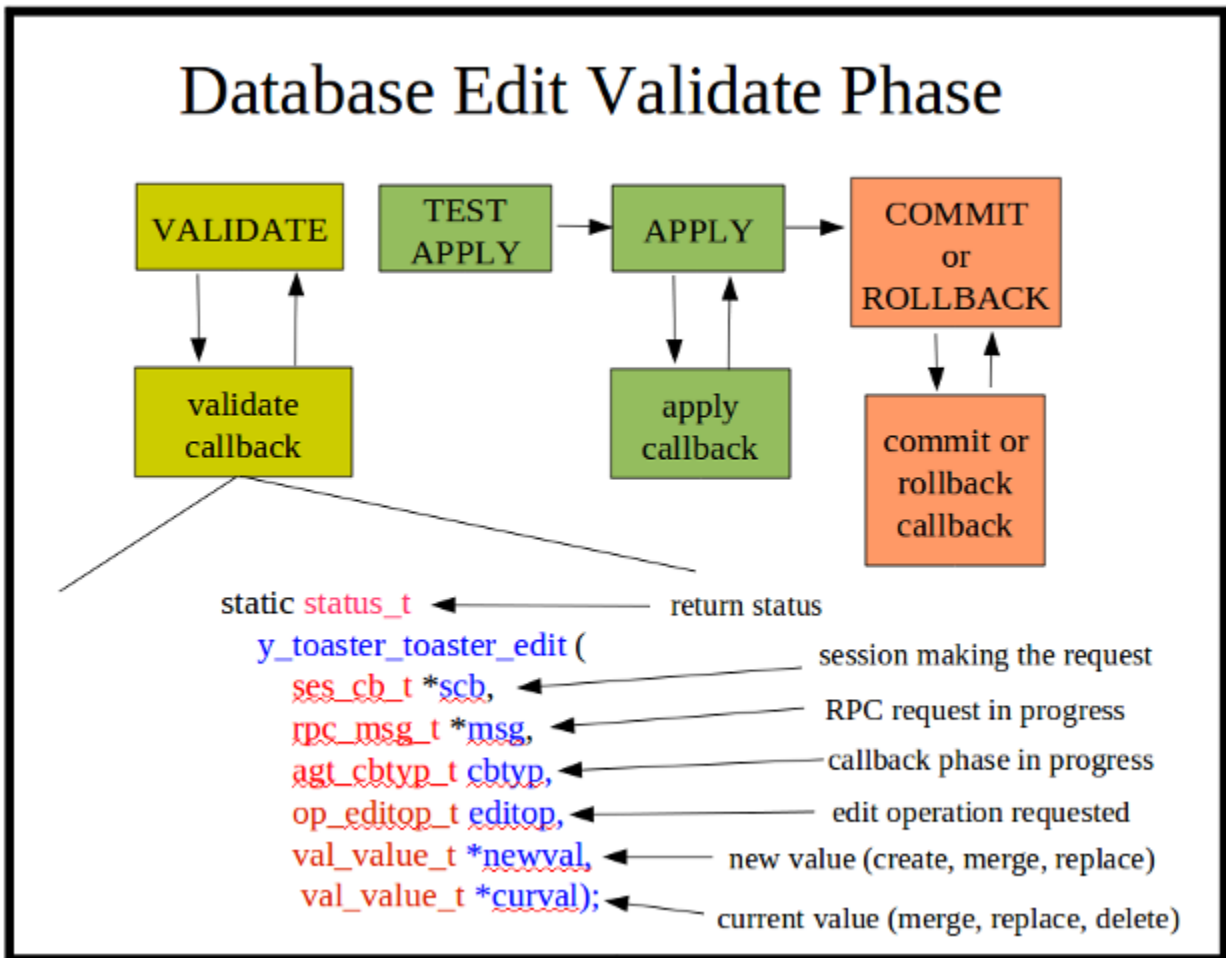 Database Edit Validate Phase
VALIDATE
TEST
APPLY
APPLY
COMMIT
or
ROLLBACK
validate
callback
apply
callback
commit or
rollback
callback
static status_t
return status
y_toaster_toaster_edit (
ses_cb_t *scb,
session making the request
rpc_msg_t *msg,
RPC request in progress
agt_cbtyp_t cbtyp,
callback phase in progress
op_editop_t editop,
edit operation requested
val_value_t *newval,
new value (create, merge, replace)
val_value_t *curval);
current value (merge, replace, delete)